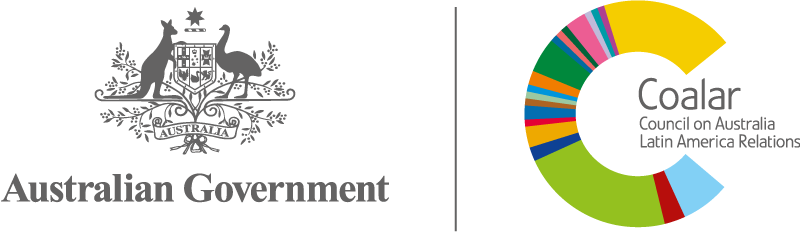 AUSTRALIA
Australian Government
Coalar
Council on Australia
Latin America Relations